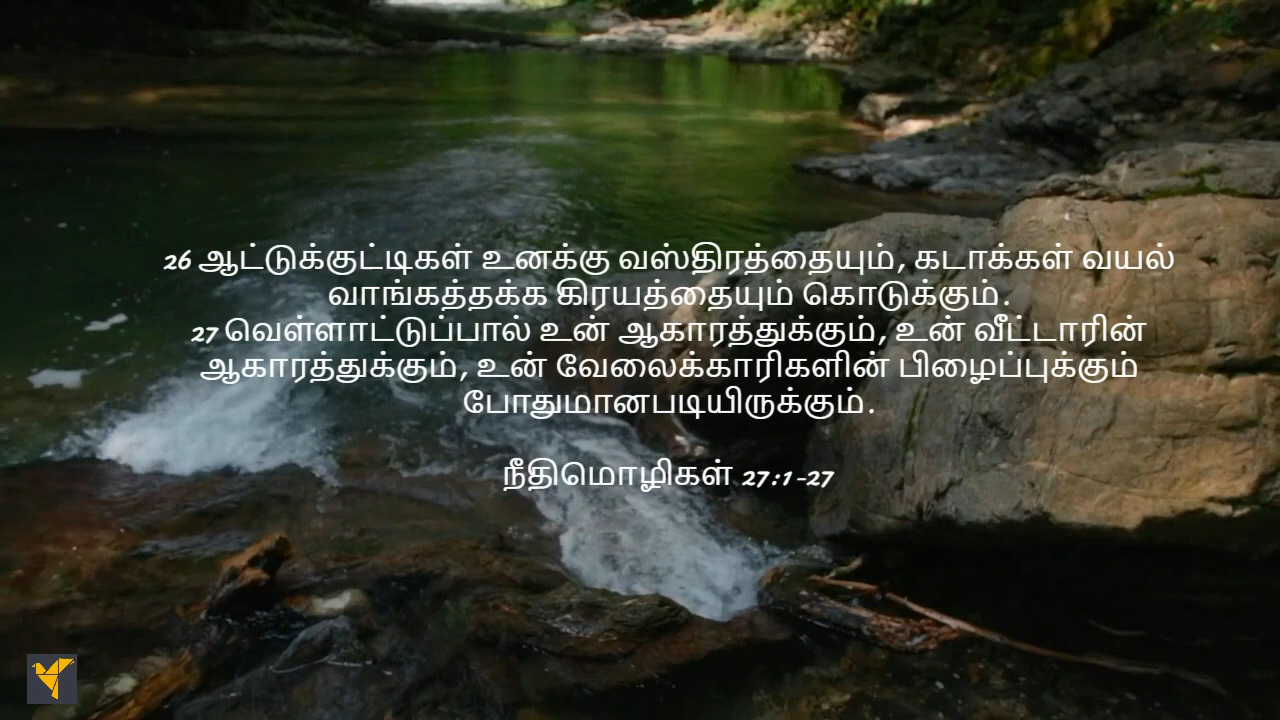 26 ஆட்டுக்குட்டிகள் உனக்கு வஸ்திரத்தையும், கடாக்கள் வயல்
வாங்கத்தக்க கிரயத்தையும் கொடுக்கும்.
27 வெள்ளாட்டுப்பால் உன் ஆகாரத்துக்கும், உன் வீட்டாரின்
ஆகாரத்துக்கும், உன் வேலைக்காரிகளின் பிழைப்புக்கும்
போதுமானபடியிருக்கும்.
நீதிமொழிகள் 27:1-27